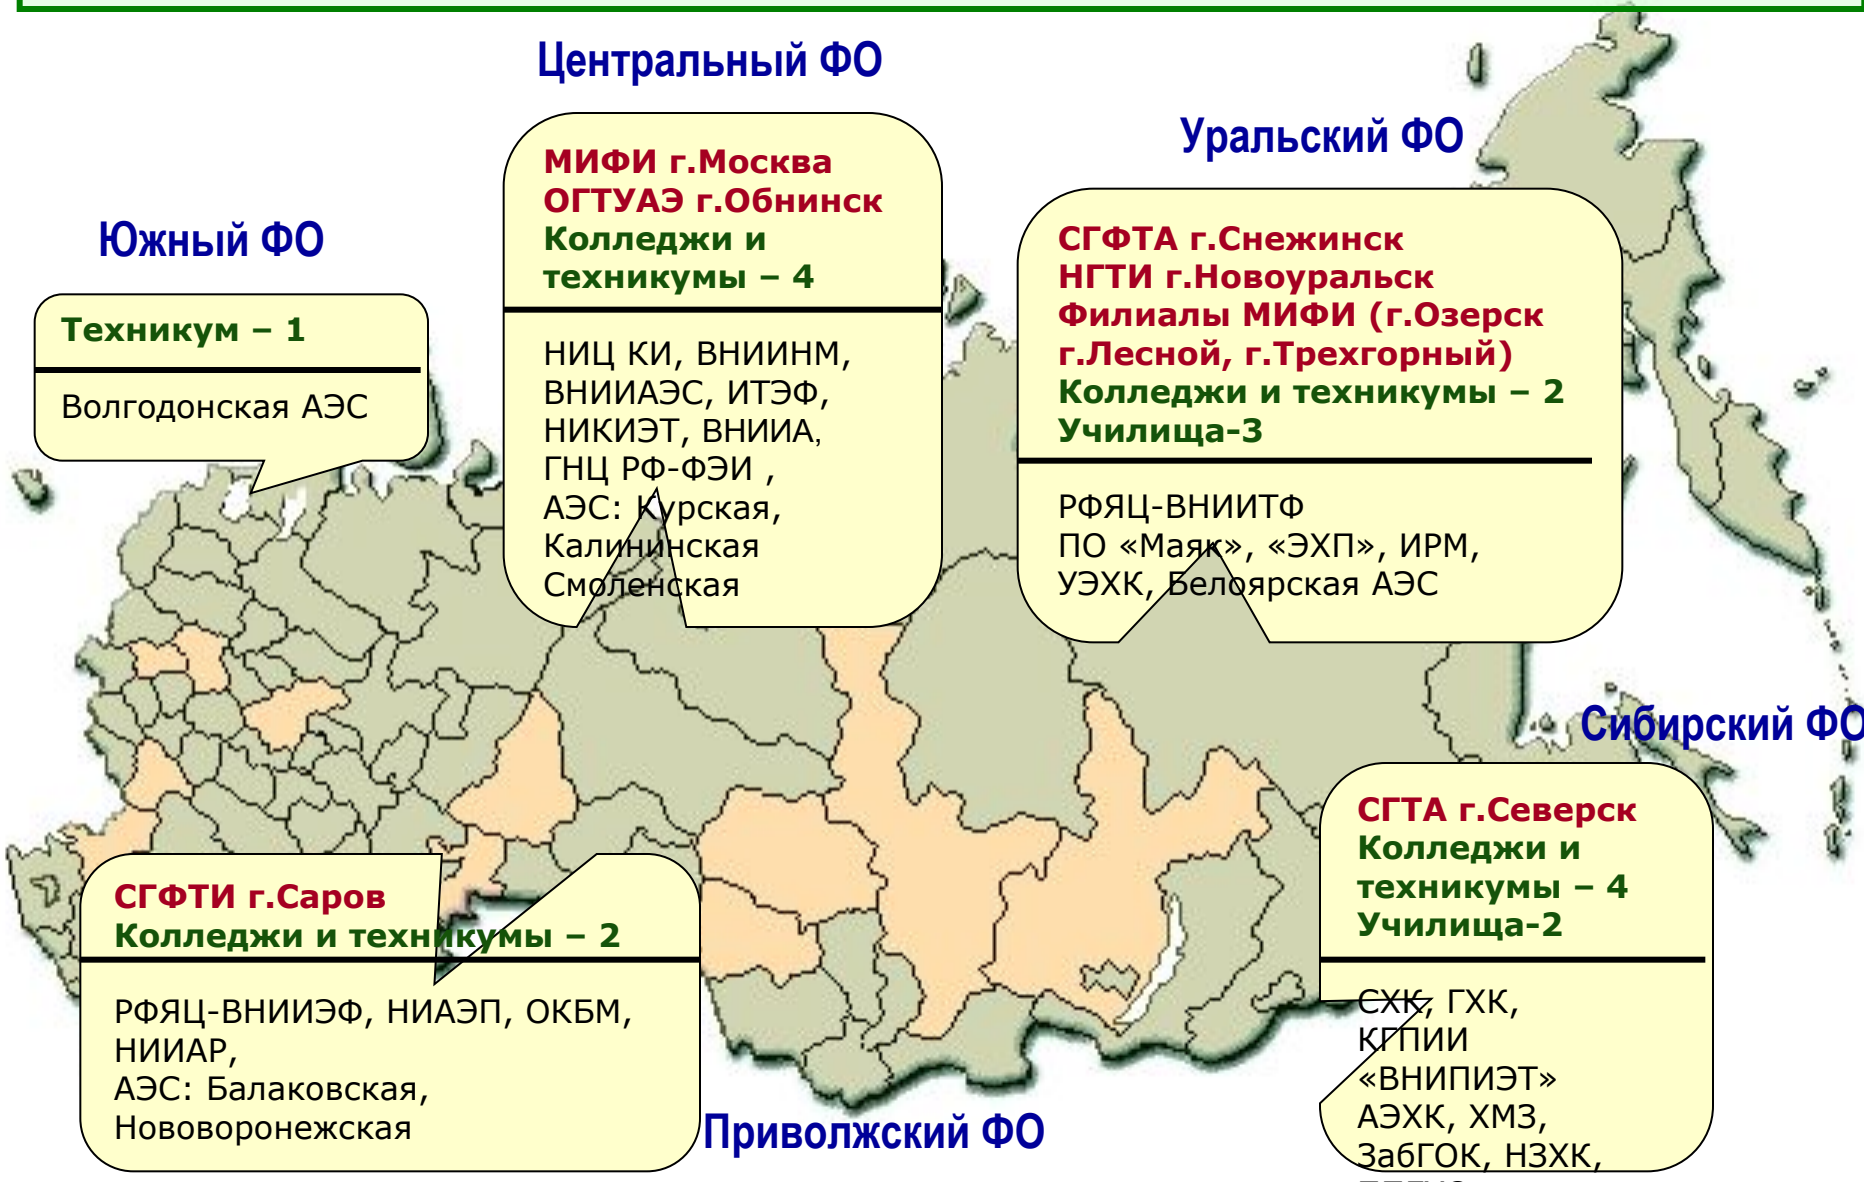 Центральный ФО
МИФИ г.Москва
ОГТУАЭ г.Обнинск
Колледжи и
техникумы – 4
НИЦ КИ, ВНИИНМ,
ВНИИАЭС, ИТЭФ,
НИКИЭТ, ВНИИА,
ГНЦ РФ-ФЭИ ,
АЭС: Курская,
Калининская
Смоленская
Уральский ФО
СГФТА г.Снежинск
НГТИ г.Новоуральск
Филиалы МИФИ (г.Озерск
г.Лесной, г.Трехгорный)
Колледжи и техникумы – 2
Училища-3
РФЯЦ-ВНИИТФ
ПО «Маяк», «ЭХП», ИРМ,
УЭХК, Белоярская АЭС
Южный ФО
Техникум – 1
Волгодонская АЭС
Сибирский ФО
СГТА г.Северск
Колледжи и
техникумы – 4
Училища-2
СХК, ГХК,
КГПИИ
«ВНИПИЭТ»
АЭХК, ХМЗ,
ЗабГОК, НЗХК,
СГФТИ г.Саров
Колледжи и техникумы – 2
РФЯЦ-ВНИИЭФ, НИАЭП, ОКБМ,
НИИАР,
АЭС: Балаковская,
Нововоронежская
Приволжский ФО